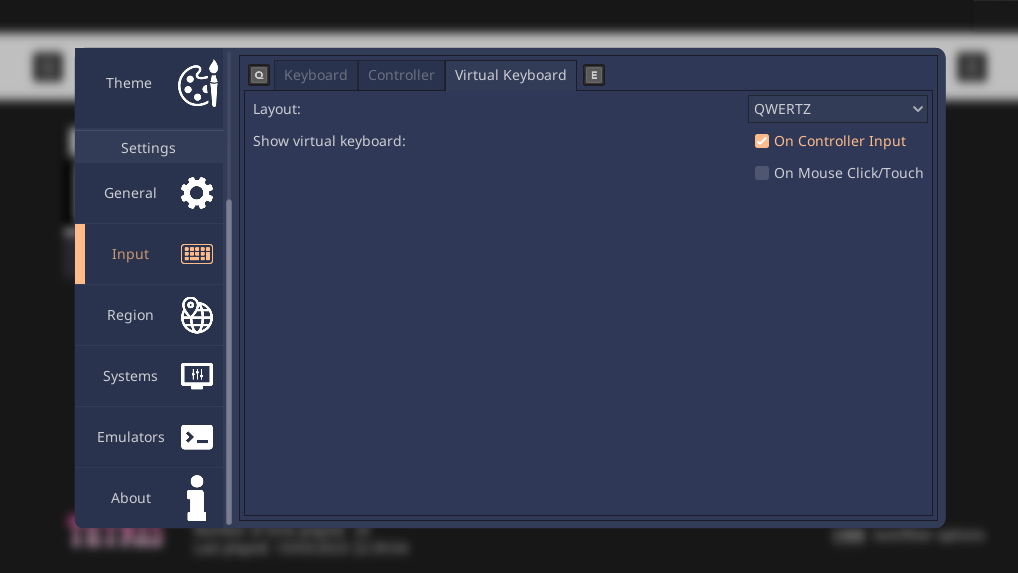 Theme
Settings
General
Input
Region
Systems
Emulators
About
Q Keyboard Controller Virtual Keyboard E
Layout: QWERTZ
Show virtual keyboard: On Controller Input
On Mouse Click/Touch